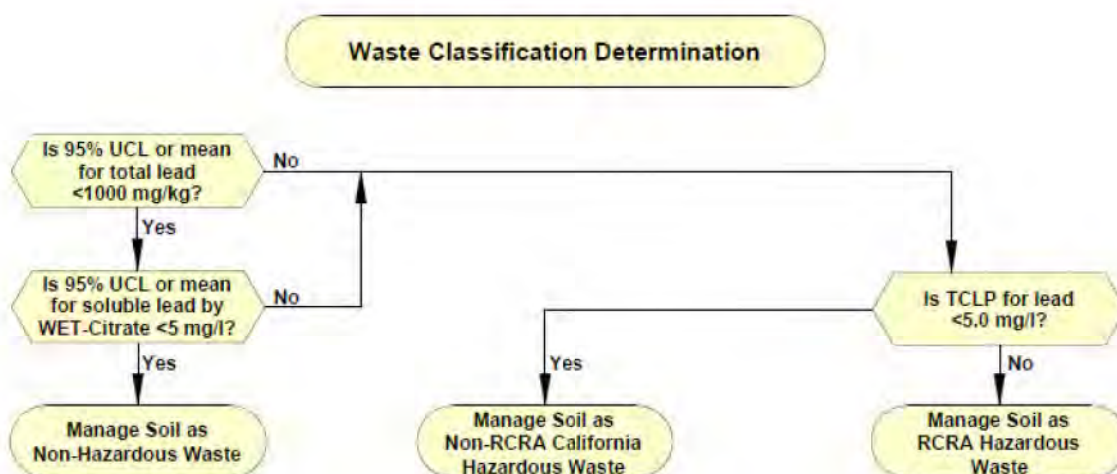 Waste Classification Determination
Is 95% UCL or mean
for total lead
<1000 mg/kg?
No
Yes
Is 95% UCL or mean
for soluble lead by
WET-Citrate <5 mg/l?
No
Is TCLP for lead
<5.0 mg/l?
Yes
Yes
No
Manage Soil as
Non-Hazardous Waste
Manage Soil as
Non-RCRA California
Hazardous Waste
Manage Soil as
RCRA Hazardous
Waste